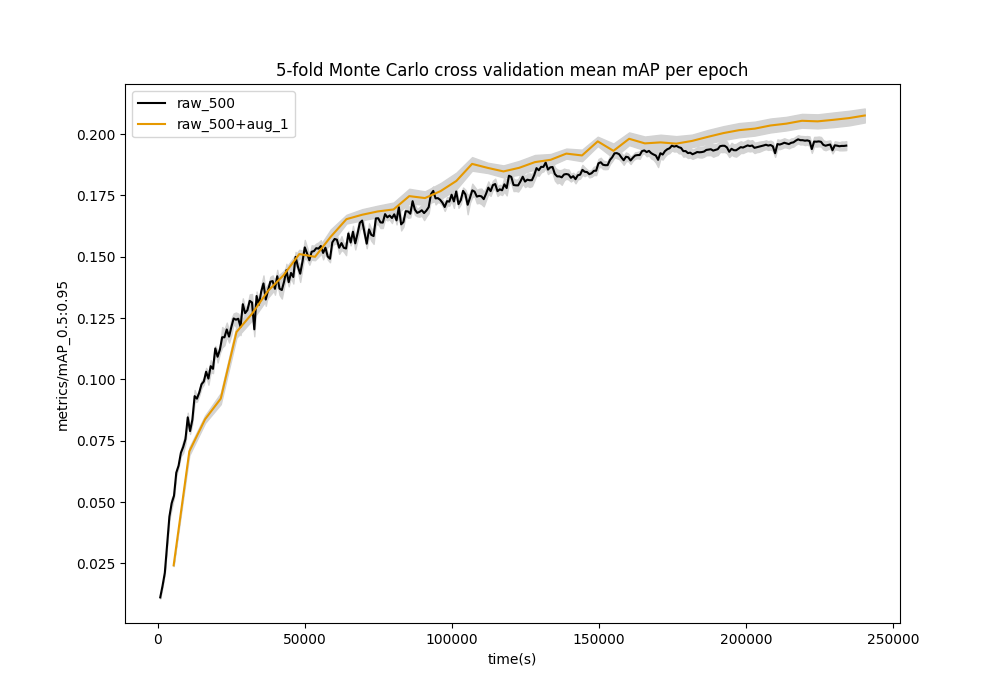 5-fold Monte Carlo cross validation mean mAP per epoch
raw_500
raw_500+aug_1
metrics/mAP_0.5:0.95
0.200
0.175
0.150
0.125
0.100
0.075
0.050
0.025
0 50000 100000 150000 200000 250000
time(s)